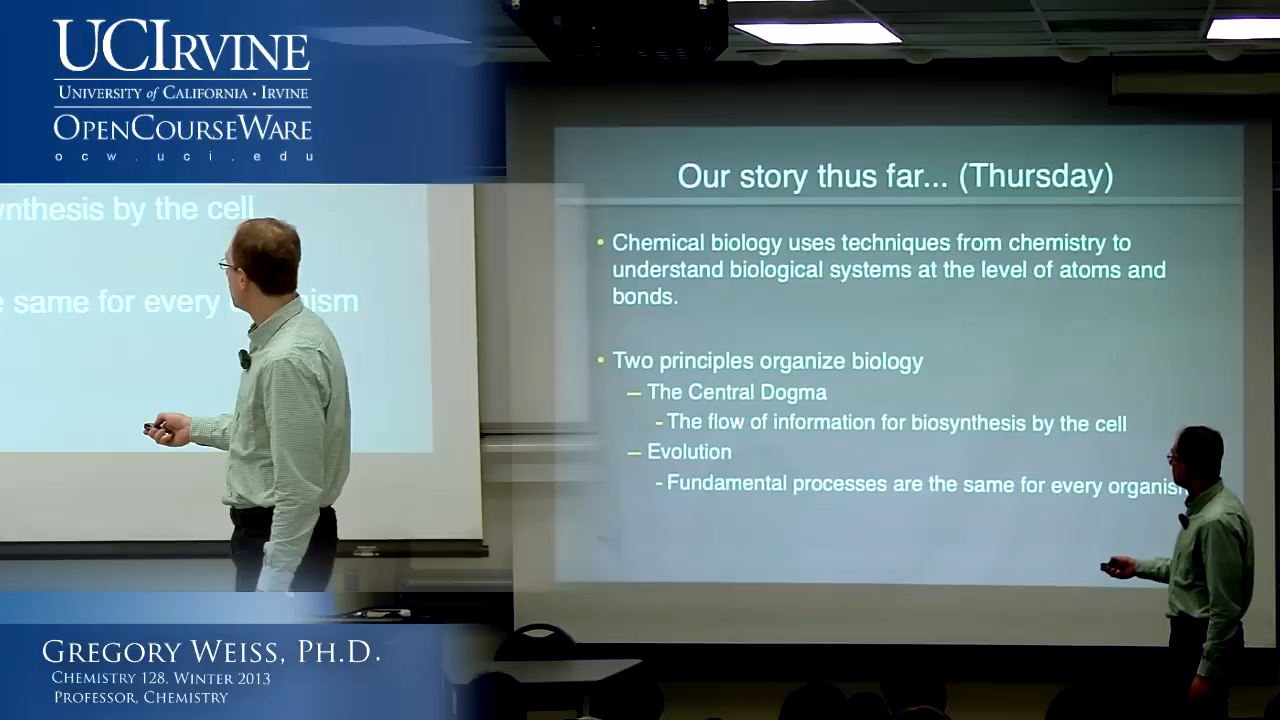 UCIRVINE
UNIVERSITY of CALIFORNIA · IRVINE
OPENCOURSEWARE
ocw.uci.edu
ynthesis by the cell
same for every nism
GREGORY WEISS, PH.D.
CHEMISTRY 128. WINTER 2013
PROFESSOR, CHEMISTRY
Our story thus far... (Thursday)
• Chemical biology uses techniques from chemistry to
understand biological systems at the level of atoms and
bonds.
• Two principles organize biology
– The Central Dogma
- The flow of information for biosynthesis by the cell
– Evolution
- Fundamental processes are the same for every organism